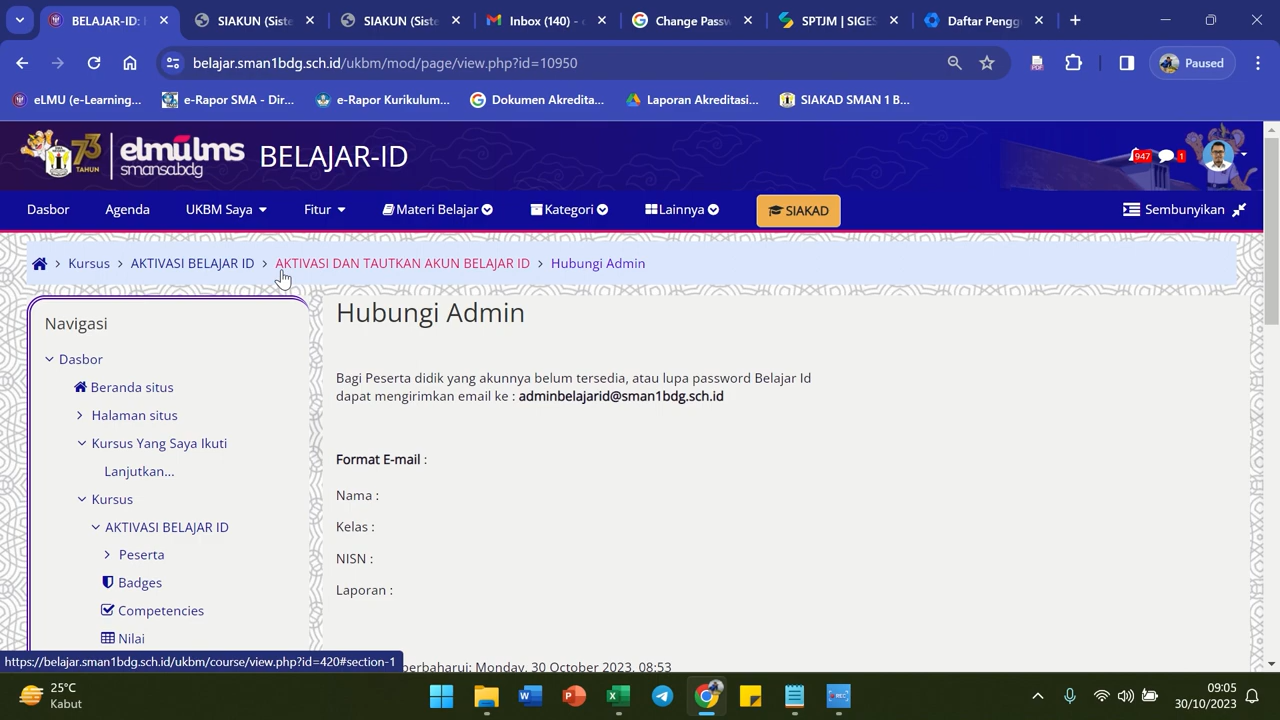 BELAJAR-ID:
SIAKUN (Siste
SIAKUN (Siste
Inbox (140) -
Change Passw
SPTJM | SIGES
Daftar Pengg
belajar.sman1bdg.sch.id/ukbm/mod/page/view.php?id=10950
Paused
eLMU (e-Learning...
e-Rapor SMA - Dir...
e-Rapor Kurikulum...
Dokumen Akredita...
Laporan Akreditasi...
SIAKAD SMAN 1 B...
73
TAHUN
elmulms
smansabdg
BELAJAR-ID
947
1
Dasbor
Agenda
UKBM Saya
Fitur
Materi Belajar
Kategori
Lainnya
SIAKAD
Sembunyikan
Kursus > AKTIVASI BELAJAR ID > AKTIVASI DAN TAUTKAN AKUN BELAJAR ID > Hubungi Admin
Navigasi
Dasbor
Beranda situs
Halaman situs
Kursus Yang Saya Ikuti
Lanjutkan...
Kursus
AKTIVASI BELAJAR ID
Peserta
Badges
Competencies
Nilai
Hubungi Admin
Bagi Peserta didik yang akunnya belum tersedia, atau lupa password Belajar Id
dapat mengirimkan email ke : adminbelajarid@sman1bdg.sch.id
Format E-mail :
Nama :
Kelas :
NISN :
Laporan :
perbaharui: Monday, 30 October 2023, 08:53
https://belajar.sman1bdg.sch.id/ukbm/course/view.php?id=420#section-1
25°C
Kabut
REC
09:05
30/10/2023